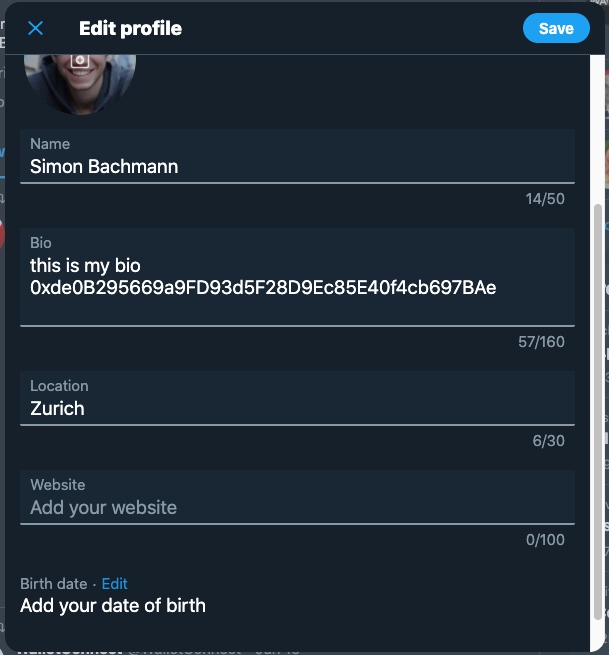 Edit profile
Save
Name
Simon Bachmann
14/50
Bio
this is my bio
0xde0B295669a9FD93d5F28D9Ec85E40f4cb697BAe
57/160
Location
Zurich
6/30
Website
Add your website
0/100
Birth date · Edit
Add your date of birth